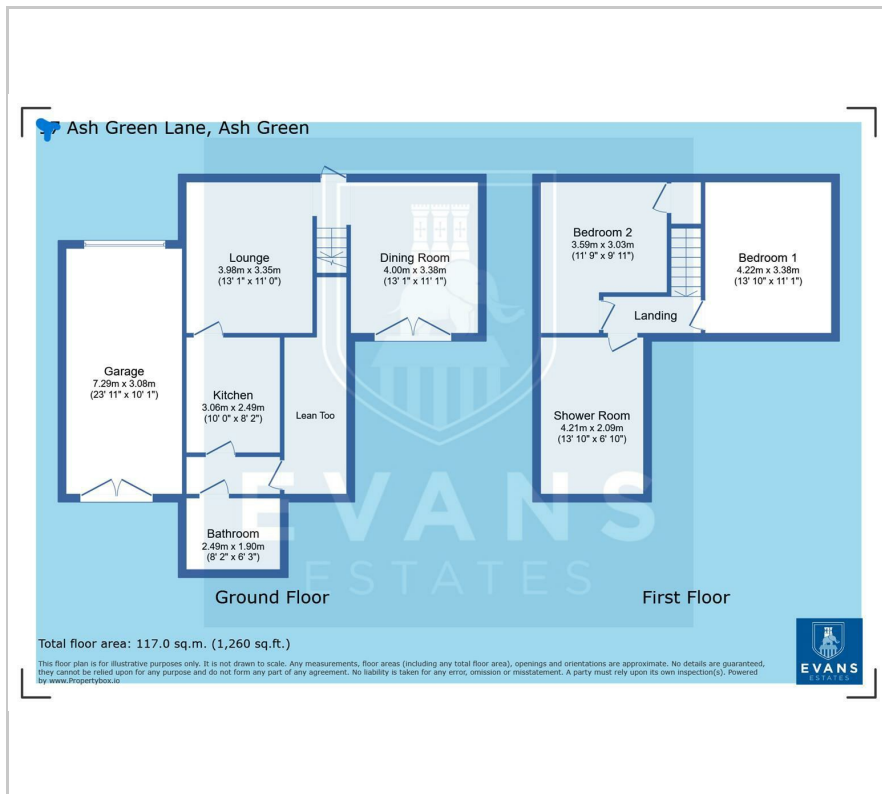 Ash Green Lane, Ash Green
Lounge
3.98m x 3.35m
(13' 1" x 11' 0")
Dining Room
4.00m x 3.38m
(13' 1" x 11' 1")
Garage
7.29m x 3.08m
(23' 11" x 10' 1")
Kitchen
3.06m x 2.49m
(10' 0" x 8' 2")
Lean Too
Bathroom
2.49m x 1.90m
(8' 2" x 6' 3")
Ground Floor
Bedroom 2
3.59m x 3.03m
(11' 9" x 9' 11")
Bedroom 1
4.22m x 3.38m
(13' 10" x 11' 1")
Landing
Shower Room
4.21m x 2.09m
(13' 10" x 6' 10")
First Floor
EVANS
ESTATES
Total floor area: 117.0 sq.m. (1,260 sq.ft.)
This floor plan is for illustrative purposes only. It is not drawn to scale. Any measurements, floor areas (including any total floor area), openings and orientations are approximate. No details are guaranteed,
they cannot be relied upon for any purpose and do not form any part of any agreement. No liability is taken for any error, omission or misstatement. A party must rely upon its own inspection(s). Powered
by www.Propertybox.io
EVANS
ESTATES